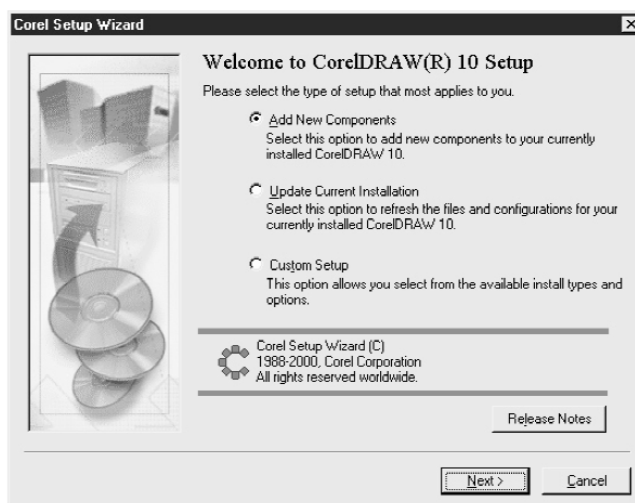 Corel Setup Wizard
Welcome to CorelDRAW(R) 10 Setup
Please select the type of setup that most applies to you.
Add New Components
Select this option to add new components to your currently
installed CorelDRAW 10.
Update Current Installation
Select this option to refresh the files and configurations for your
currently installed CorelDRAW 10.
Custom Setup
This option allows you select from the available install types and
options.
Corel Setup Wizard (C)
1988-2000, Corel Corporation
All rights reserved worldwide.
Release Notes
Next >
Cancel